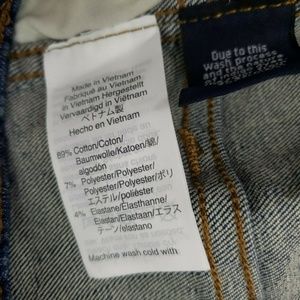 Made in Vietnam
Fabriqué au Vietnam
In Vietnam Hergestellt
Vervaardigd in Viêtnam
ベトナム製
Hecho en Vietnam
89% Cotton/Coton/
Baumwolle/Katoen/綿/
algodón
7% Polyester/Polyester/
Polyester/Polyester/ポリ
エステル/poliéster
4% Elastane/Élasthanne/
Elastan/Elastaan/エラス
テーン/elastano
Machine wash cold with
Due to this
wash process